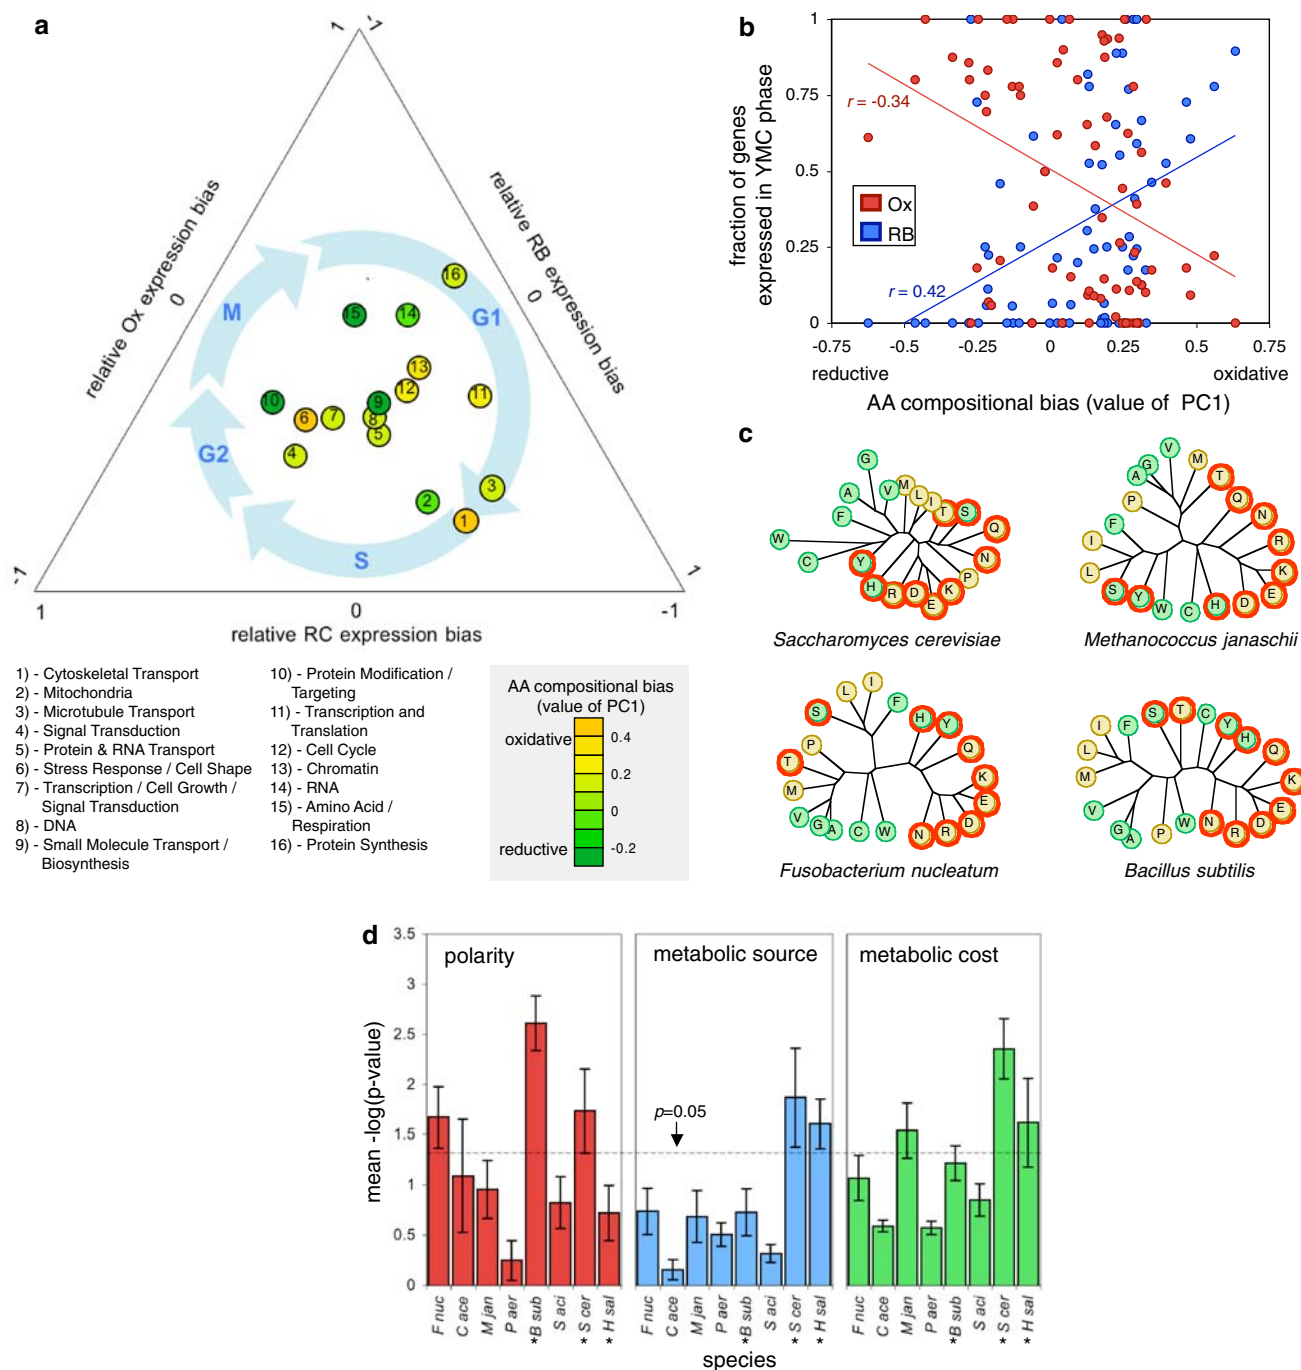 a
1
-1
relative Ox expression bias
0
relative RB expression bias
0
M
G1
G2
S
16
15
14
13
12
11
10
9
8
7
6
5
4
3
2
1
-1
1
1
0
-1
relative RC expression bias
1) - Cytoskeletal Transport
2) - Mitochondria
3) - Microtubule Transport
4) - Signal Transduction
5) - Protein & RNA Transport
6) - Stress Response / Cell Shape
7) - Transcription / Cell Growth /
Signal Transduction
8) - DNA
9) - Small Molecule Transport /
Biosynthesis
10) - Protein Modification /
Targeting
11) - Transcription and
Translation
12) - Cell Cycle
13) - Chromatin
14) - RNA
15) - Amino Acid /
Respiration
16) - Protein Synthesis
AA compositional bias
(value of PC1)
oxidative
reductive
0.4
0.2
0
-0.2
b
fraction of genes
expressed in YMC phase
1
0.75
0.5
0.25
0
r = -0.34
Ox
RB
r = 0.42
-0.75 -0.5 -0.25 0 0.25 0.5 0.75
reductive oxidative
AA compositional bias (value of PC1)
c
G
A
V
M
L
I
T
S
F
Q
W
C
N
Y
P
H
R
D
E
K
Saccharomyces cerevisiae
V
G
A
M
T
P
Q
N
F
I
R
L
K
S
Y
W
C
H
D
E
Methanococcus janaschii
I
L
S
F
H
Y
P
Q
T
M
K
V
G
A
C
W
N
R
D
E
Fusobacterium nucleatum
S
T
C
I
F
Y
H
L
Q
M
K
V
G
A
P
W
N
R
D
E
Bacillus subtilis
d
mean -log(p-value)
3.5
3
2.5
2
1.5
1
0.5
0
polarity
metabolic source
metabolic cost
p=0.05
F nuc
C ace
M jan
P aer
*B sub
S aci
* S cer
* H sal
F nuc
C ace
M jan
P aer
*B sub
S aci
* S cer
* H sal
F nuc
C ace
M jan
P aer
*B sub
S aci
* S cer
* H sal
species